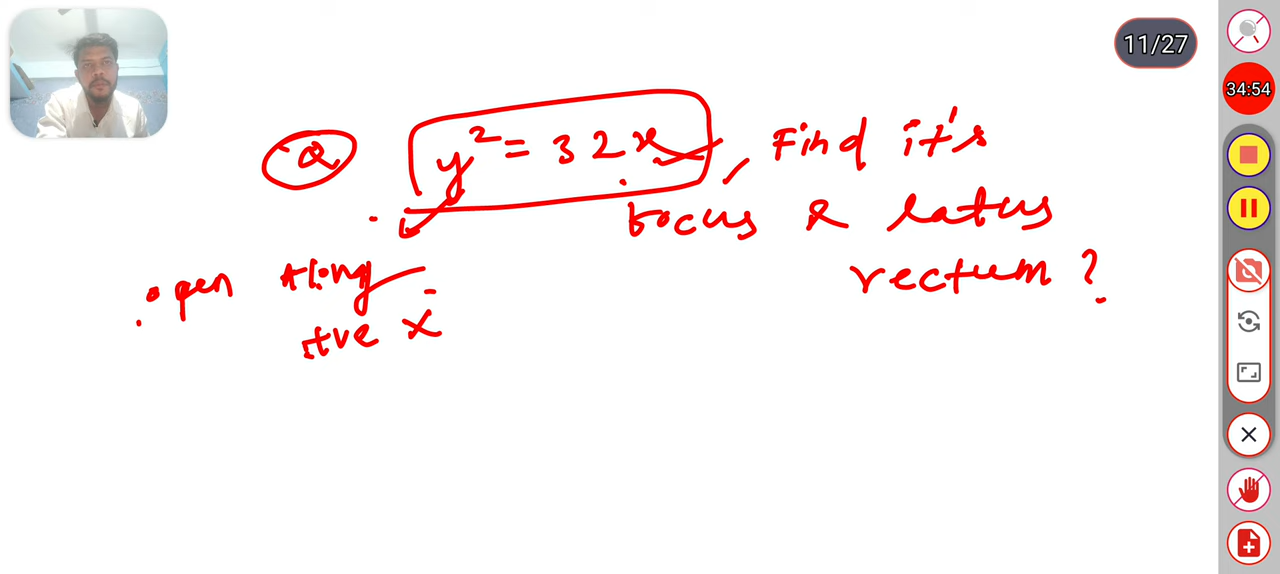 11/27
34:54
Q y² = 32x, Find it's
focus & latus
rectum ?
open along
+ve x